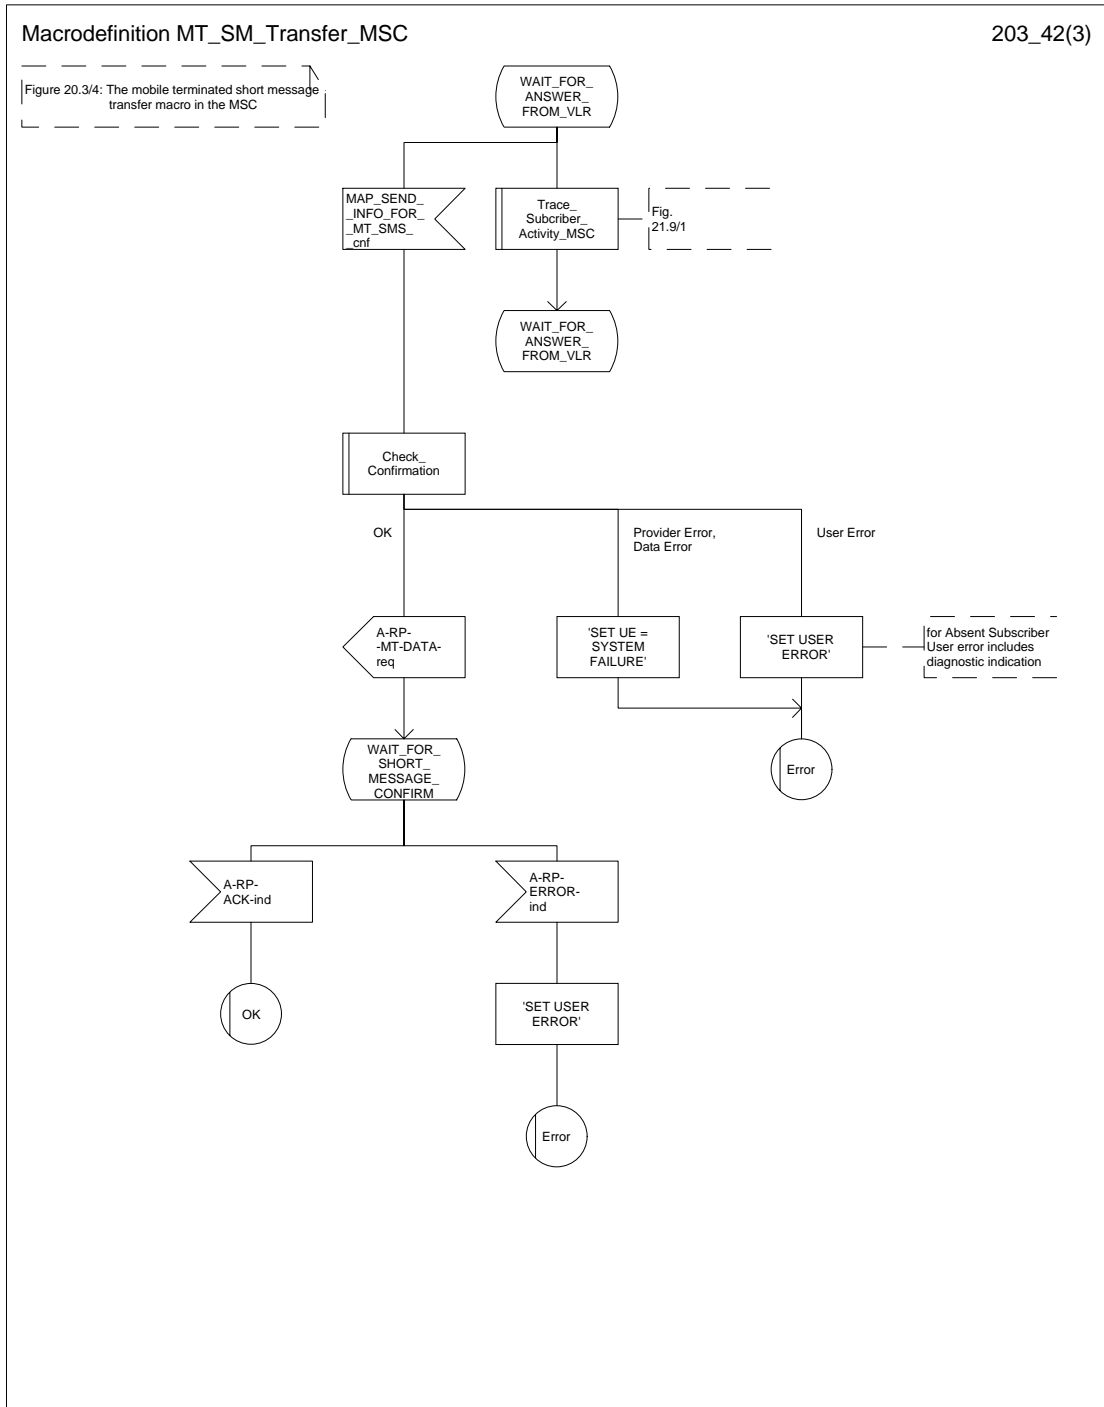 Macrodefinition MT_SM_Transfer_MSC
203_42(3)
Figure 20.3/4: The mobile terminated short message
transfer macro in the MSC
WAIT_FOR_
ANSWER_
FROM_VLR
MAP_SEND_
_INFO_FOR_
_MT_SMS_
_cnf
Trace_
Subcriber_
Activity_MSC
Fig.
21.9/1
WAIT_FOR_
ANSWER_
FROM_VLR
Check_
Confirmation
OK
Provider Error,
Data Error
User Error
A-RP-
-MT-DATA-
req
'SET UE =
SYSTEM
FAILURE'
'SET USER
ERROR'
for Absent Subscriber
User error includes
diagnostic indication
WAIT_FOR_
SHORT_
MESSAGE_
CONFIRM
Error
A-RP-
ACK-ind
A-RP-
ERROR-
ind
OK
'SET USER
ERROR'
Error